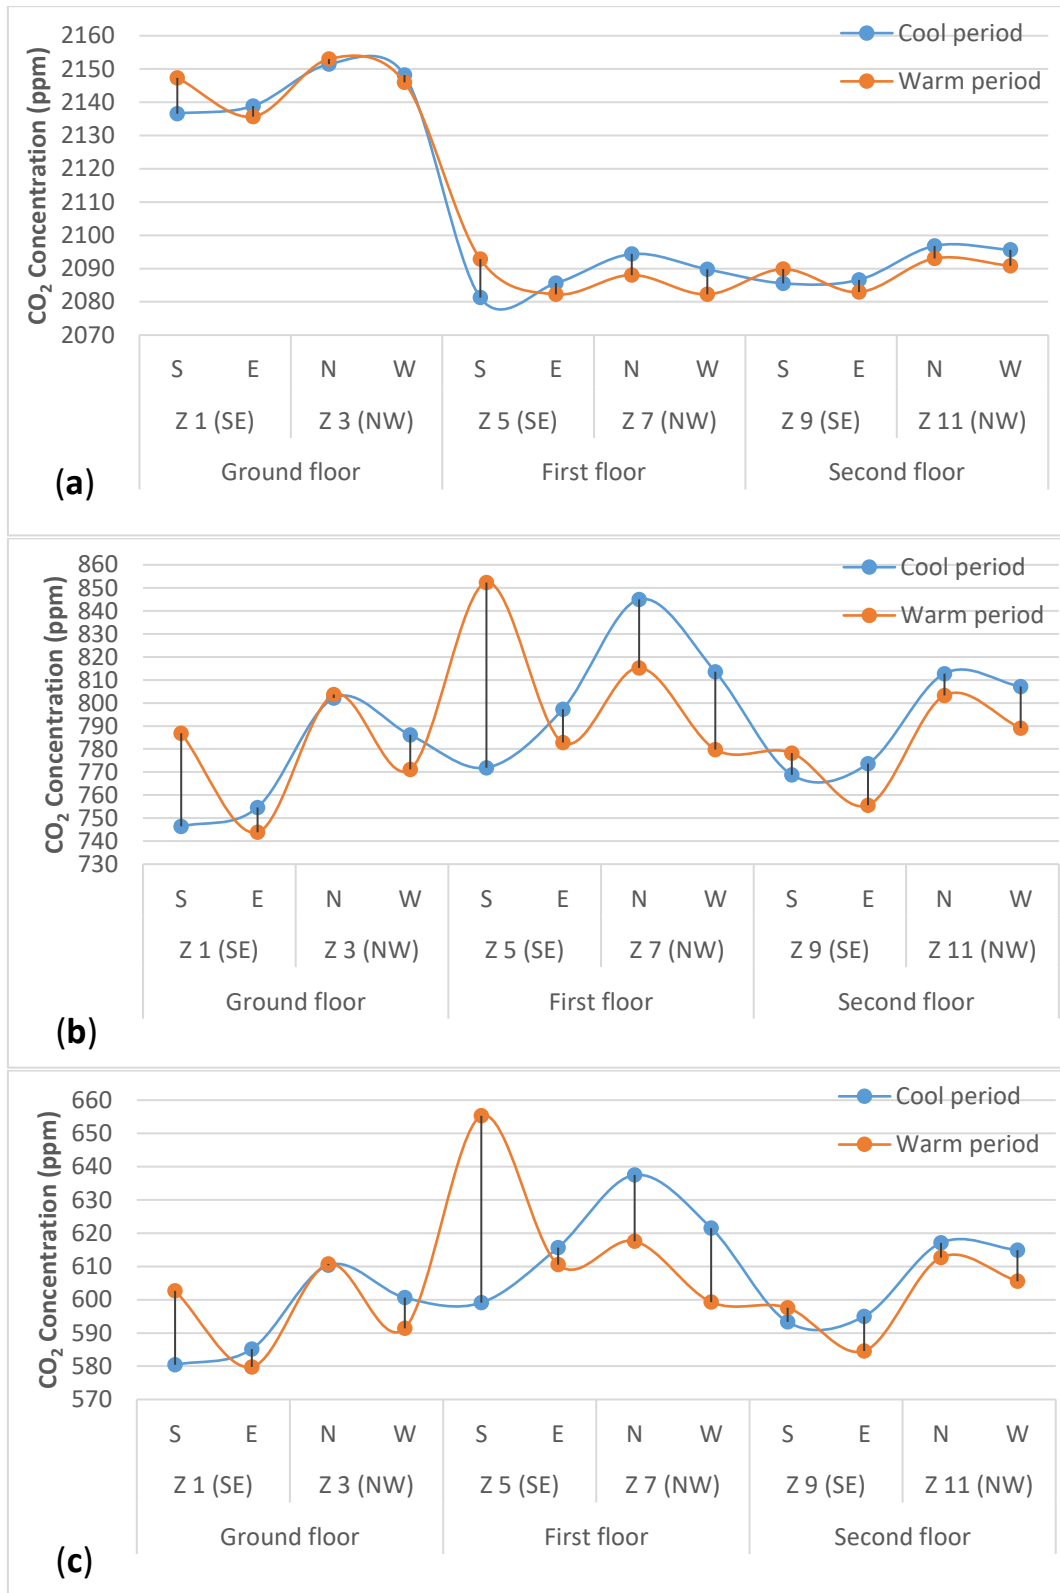 CO₂ Concentration (ppm)
2160
2150
2140
2130
2120
2110
2100
2090
2080
2070
Cool period
Warm period
S E N W S E N W S E N W
Z 1 (SE) Z 3 (NW) Z 5 (SE) Z 7 (NW) Z 9 (SE) Z 11 (NW)
Ground floor First floor Second floor
(a)
CO₂ Concentration (ppm)
860
850
840
830
820
810
800
790
780
770
760
750
740
730
Cool period
Warm period
S E N W S E N W S E N W
Z 1 (SE) Z 3 (NW) Z 5 (SE) Z 7 (NW) Z 9 (SE) Z 11 (NW)
Ground floor First floor Second floor
(b)
CO₂ Concentration (ppm)
660
650
640
630
620
610
600
590
580
570
Cool period
Warm period
S E N W S E N W S E N W
Z 1 (SE) Z 3 (NW) Z 5 (SE) Z 7 (NW) Z 9 (SE) Z 11 (NW)
Ground floor First floor Second floor
(c)